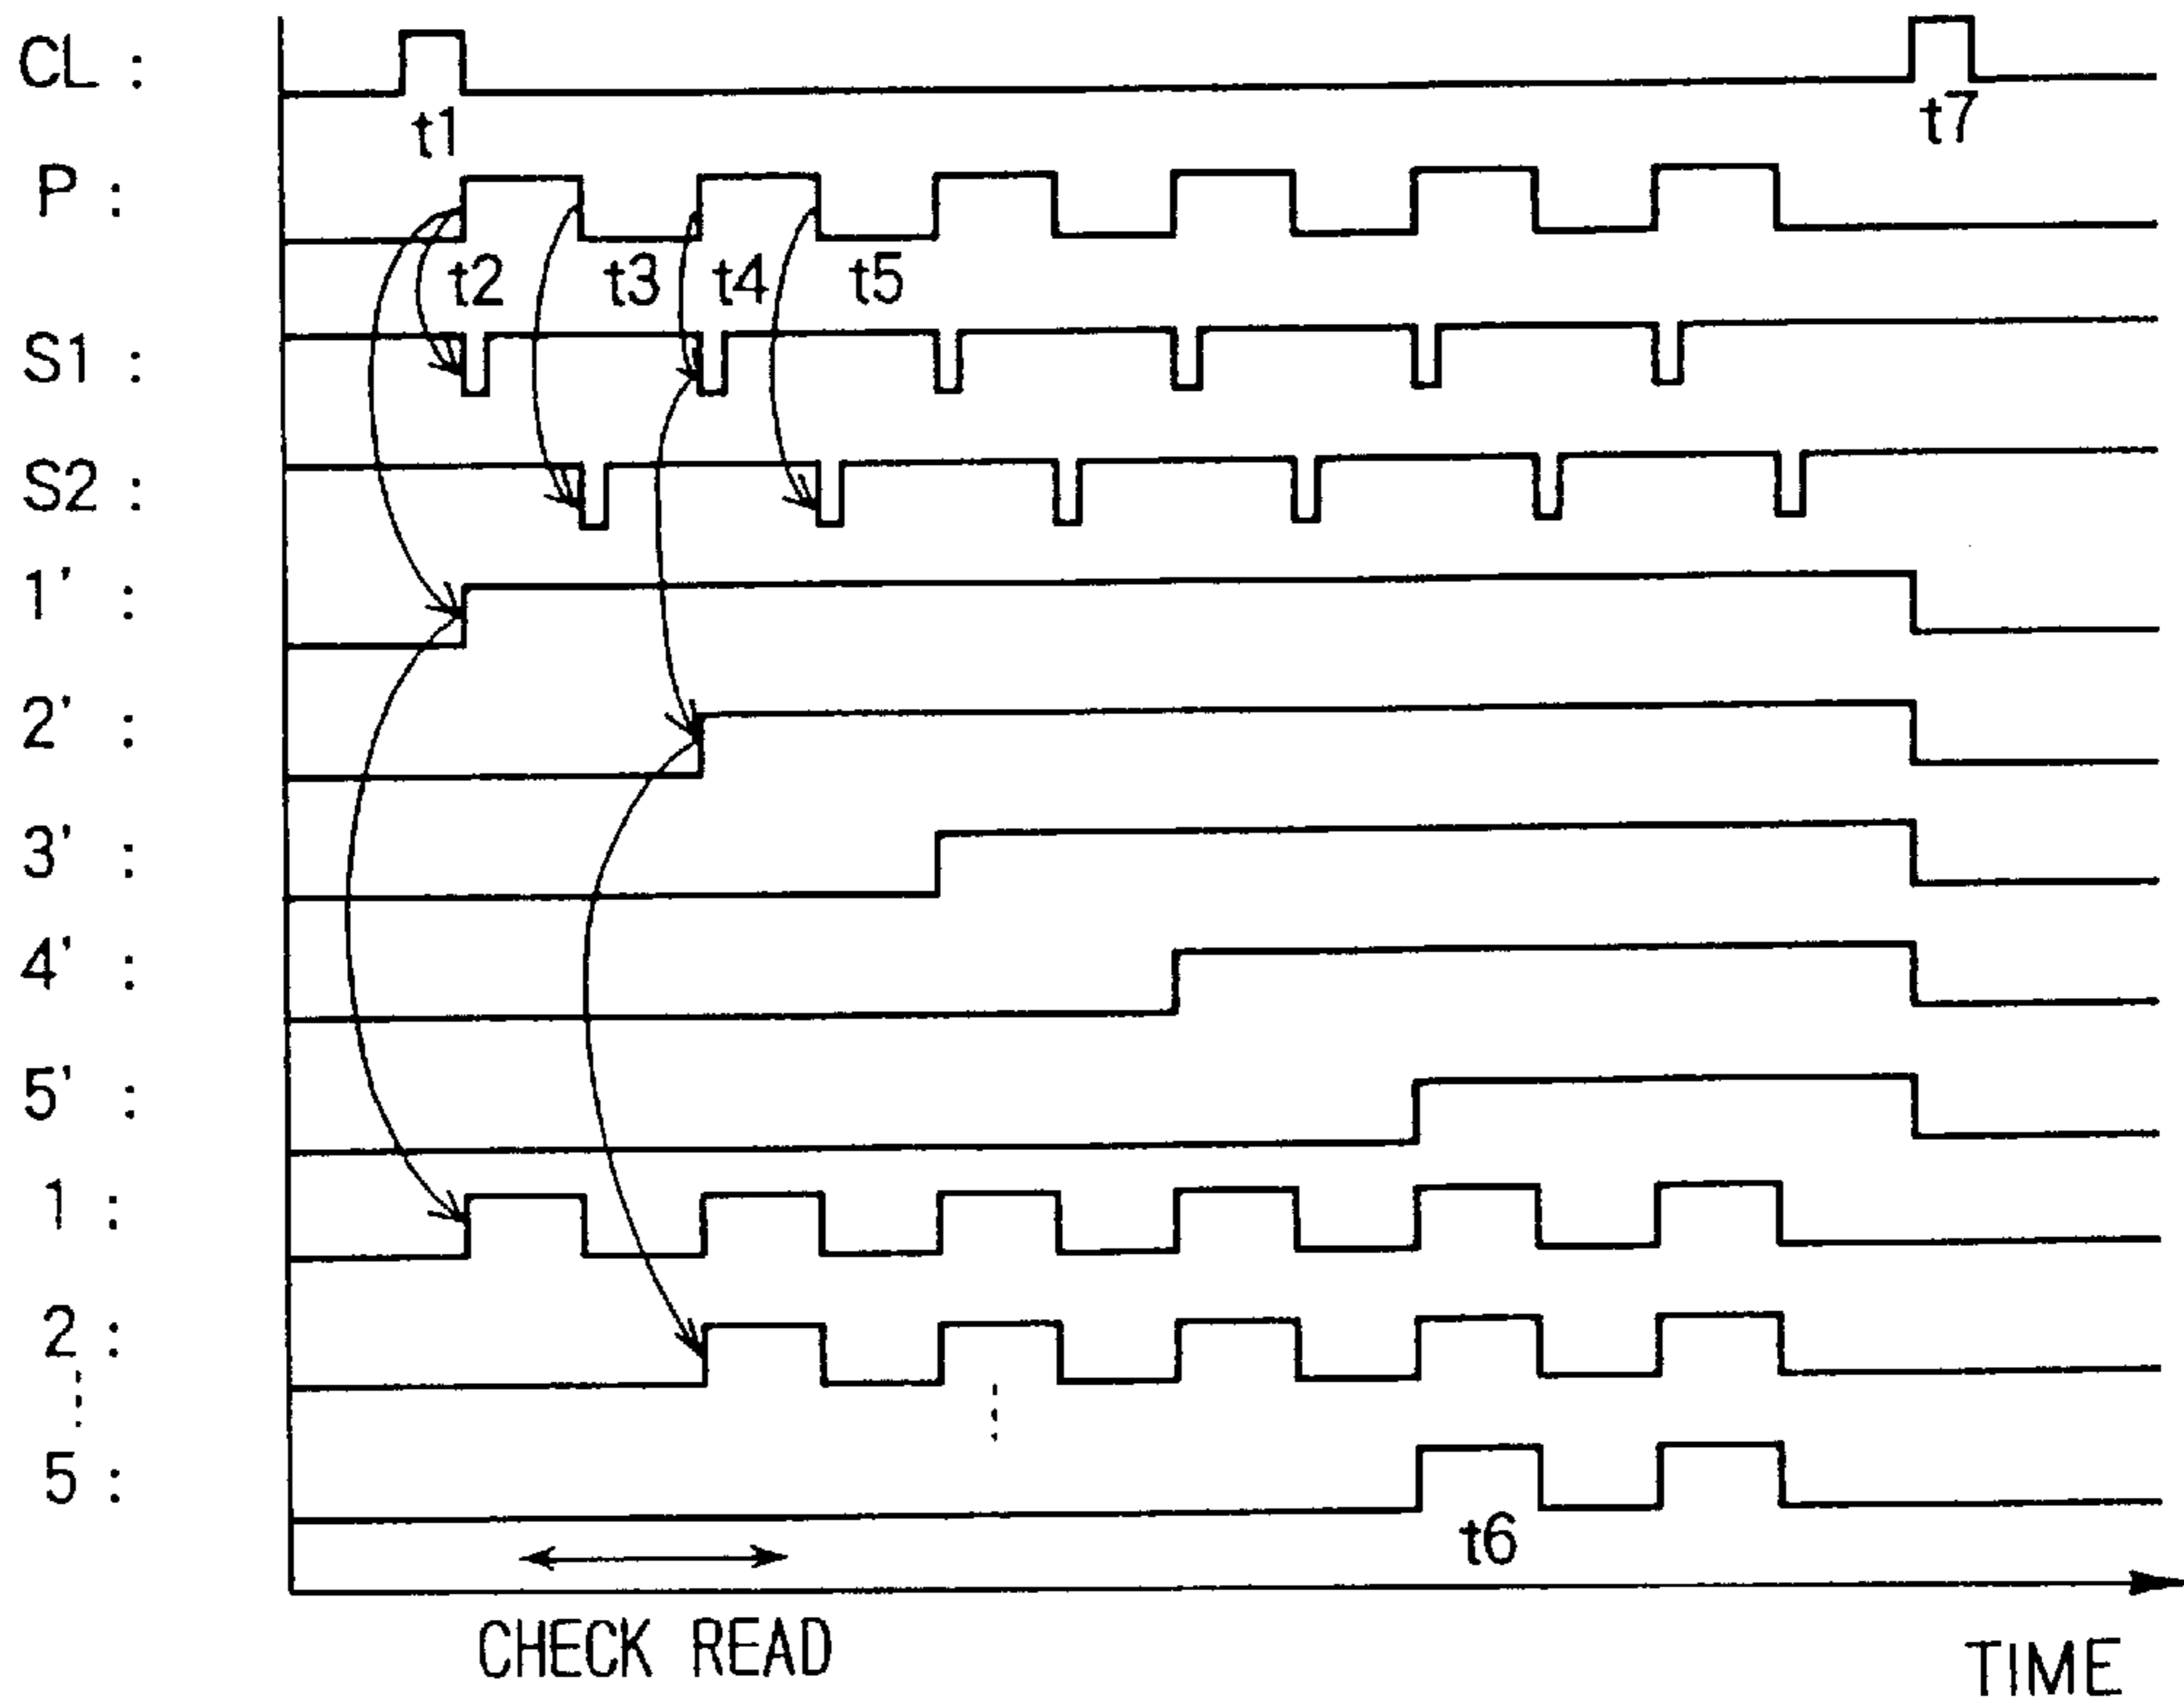 CL :
t1
t7
P :
t2
t3
t4
t5
S1 :
S2 :
1' :
2' :
3' :
4' :
5' :
1 :
2 :
5 :
t6
CHECK READ
TIME